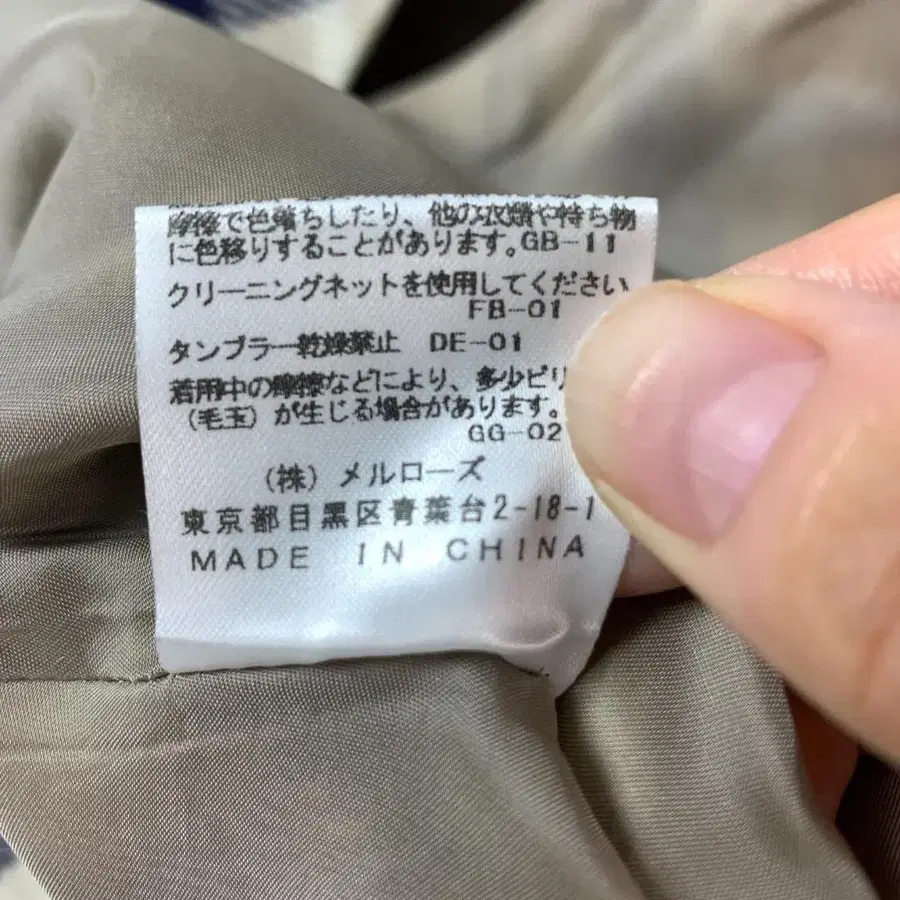 摩擦で色落ちしたり、他の衣類や持ち物
に色移りすることがあります。GB-11
クリーニングネットを使用してください
FB-01
タンブラー乾燥禁止 DE-01
着用中の摩擦などにより、多少ピリ
(毛玉)が生じる場合があります。
GG-02
(株)メルローズ
東京都目黒区青葉台2-18-1
MADE IN CHINA